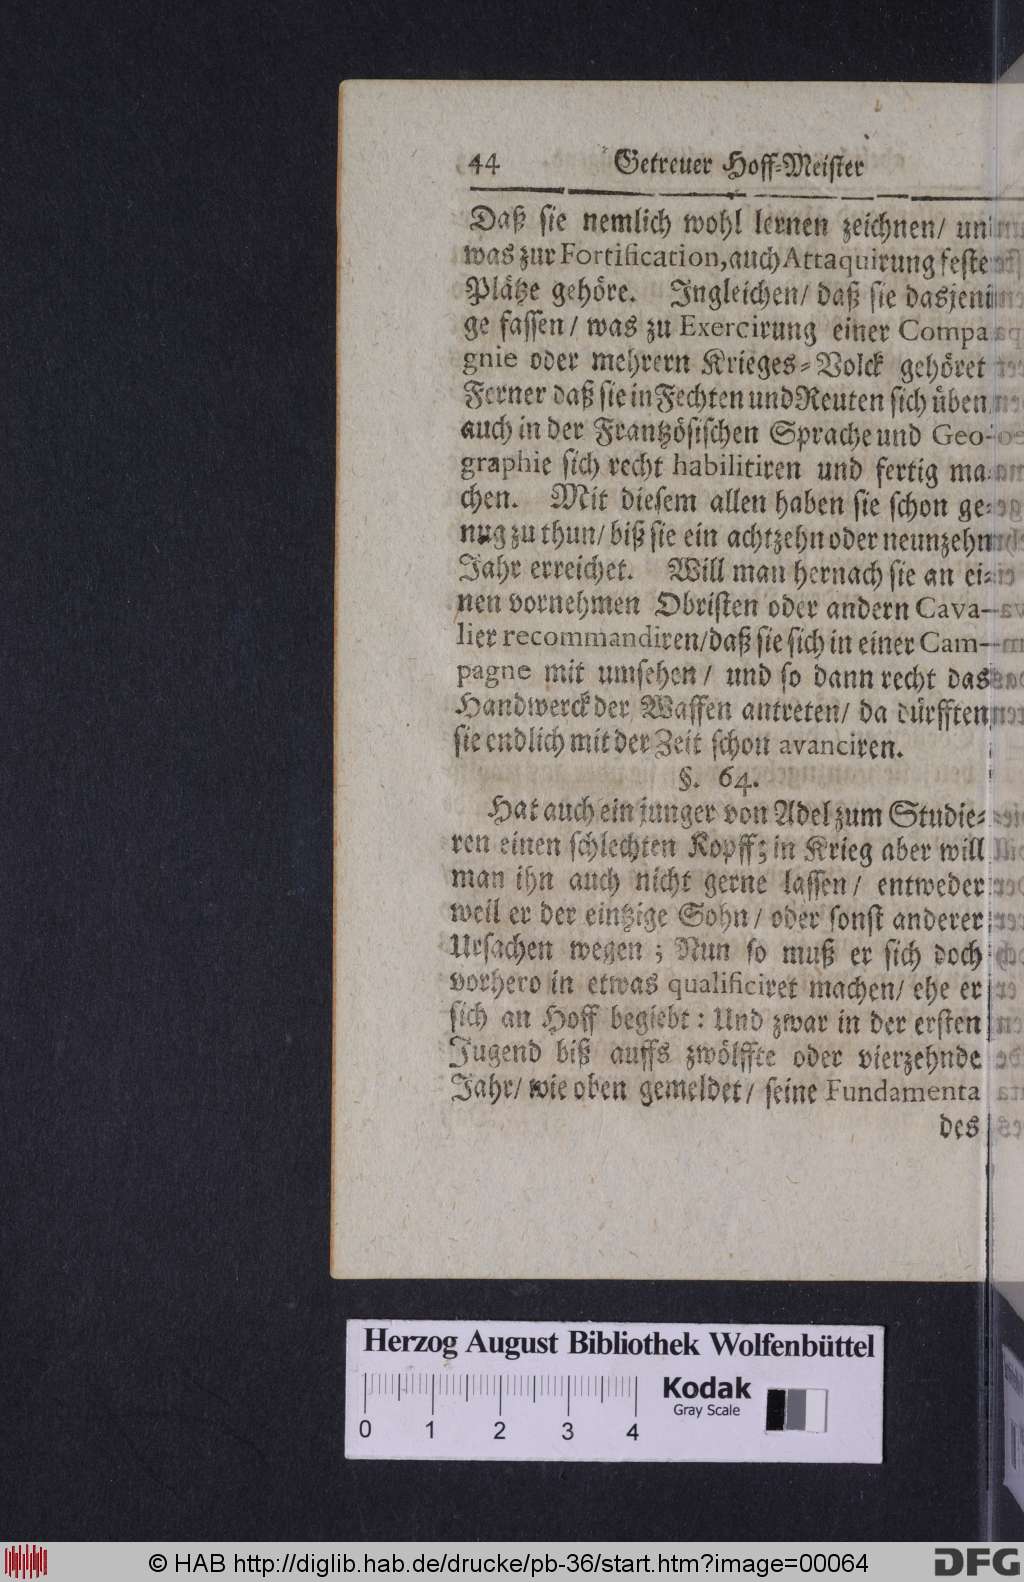 44 Getreuer Hoff-Meister
Daß sie nemlich wohl lernen zeichnen/ un
was zur Fortification, auch Attaquirung feste
Plätze gehöre. Ingleichen/ daß sie dasjeni
ge fassen/ was zu Exercirung einer Compa
gnie oder mehrern Krieges-Volck gehöret
Ferner daß sie in Fechten und Reuten sich üben
auch in der Frantzösischen Sprache und Geo-
graphie sich recht habilitiren und fertig ma
chen. Mit diesem allen haben sie schon ge-
nug zu thun/ biß sie ein achtzehn oder neunzehn
Jahr erreichet. Will man hernach sie an ei-
nen vornehmen Obristen oder andern Cava-
lier recommandiren/ daß sie sich in einer Cam-
pagne mit umsehen/ und so dann recht das
Handwerck der Waffen antreten/ da dürfften
sie endlich mit der Zeit schon avanciren.
§. 64.
Hat auch ein junger von Adel zum Studie-
ren einen schlechten Kopff; in Krieg aber will
man ihn auch nicht gerne lassen/ entweder
weil er der eintzige Sohn/ oder sonst anderer
Ursachen wegen; Nun so muß er sich doch
vorhero in etwas qualificiret machen/ ehe er
sich an Hoff begiebt: Und zwar in der ersten
Jugend biß auffs zwölffte oder vierzehnde
Jahr/ wie oben gemeldet/ seine Fundamenta
des
Herzog August Bibliothek Wolfenbüttel
Kodak
Gray Scale
0 1 2 3 4
© HAB http://diglib.hab.de/drucke/pb-36/start.htm?image=00064
DFG